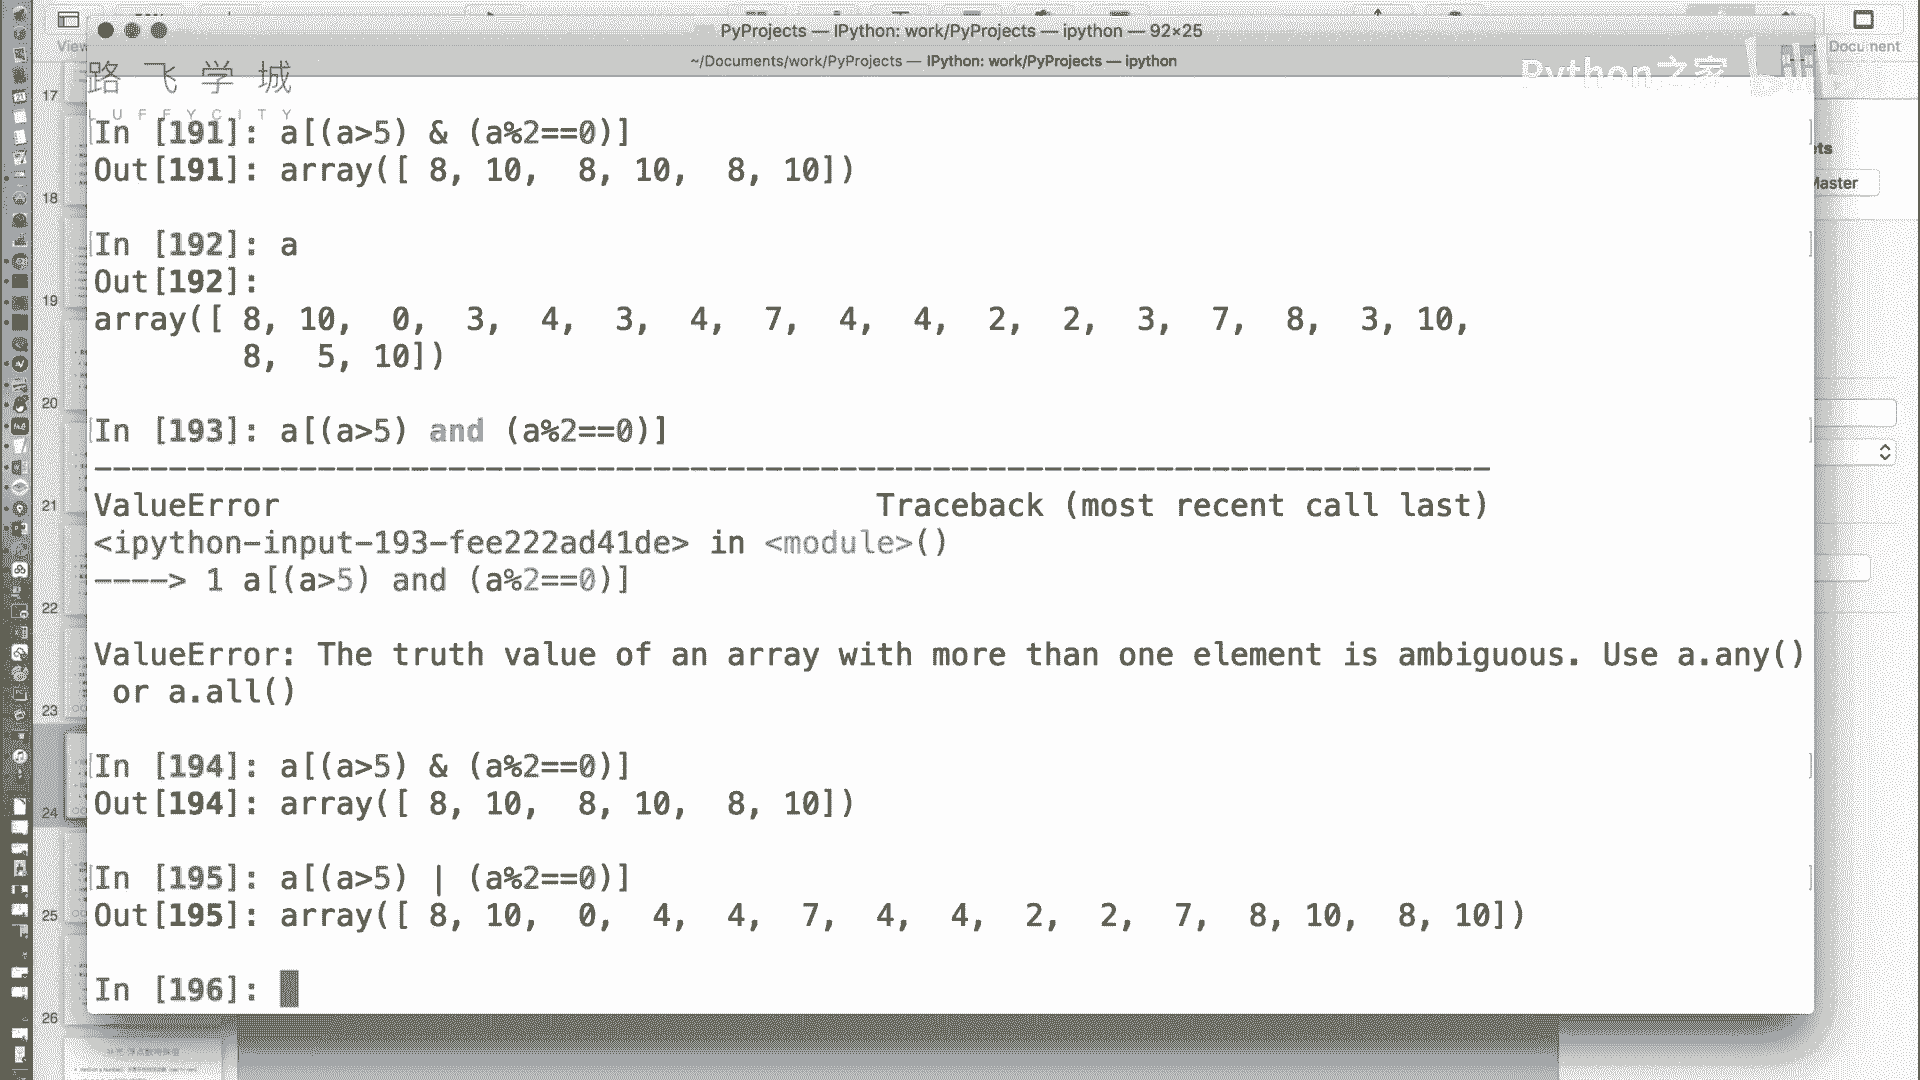 PyProjects — IPython: work/PyProjects — ipython — 92×25
~/Documents/work/PyProjects — IPython: work/PyProjects — ipython
View
Document
路飞学城
LUFFYCITY
Python之家
In [191]: a[(a>5) & (a%2==0)]
Out[191]: array([ 8, 10,  8, 10,  8, 10])
In [192]: a
Out[192]:
array([ 8, 10,  0,  3,  4,  3,  4,  7,  4,  4,  2,  2,  3,  7,  8,  3, 10,
        8,  5, 10])
In [193]: a[(a>5) and (a%2==0)]
---------------------------------------------------------------------------
ValueError                                Traceback (most recent call last)
<ipython-input-193-fee222ad41de> in <module>()
----> 1 a[(a>5) and (a%2==0)]
ValueError: The truth value of an array with more than one element is ambiguous. Use a.any()
 or a.all()
In [194]: a[(a>5) & (a%2==0)]
Out[194]: array([ 8, 10,  8, 10,  8, 10])
In [195]: a[(a>5) | (a%2==0)]
Out[195]: array([ 8, 10,  0,  4,  4,  7,  4,  4,  2,  2,  7,  8, 10,  8, 10])
In [196]:
17
18
19
20
21
22
23
24
25
26